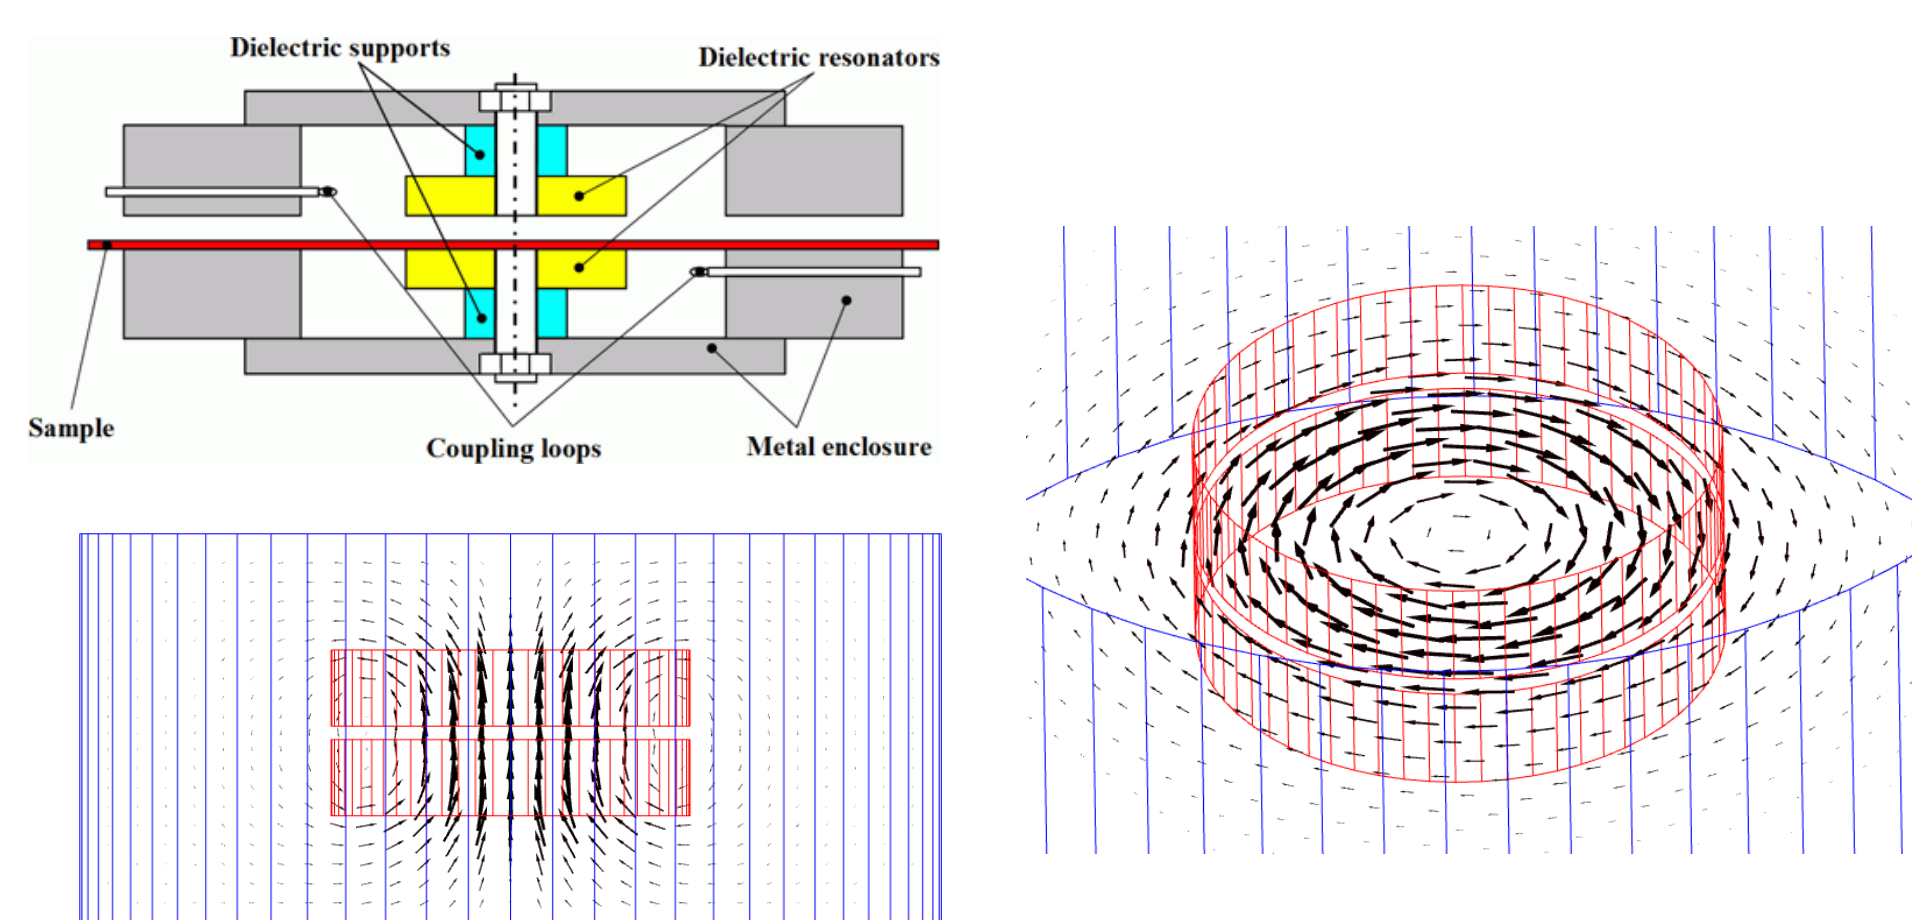 Dielectric supports
Dielectric resonators
Sample
Coupling loops
Metal enclosure